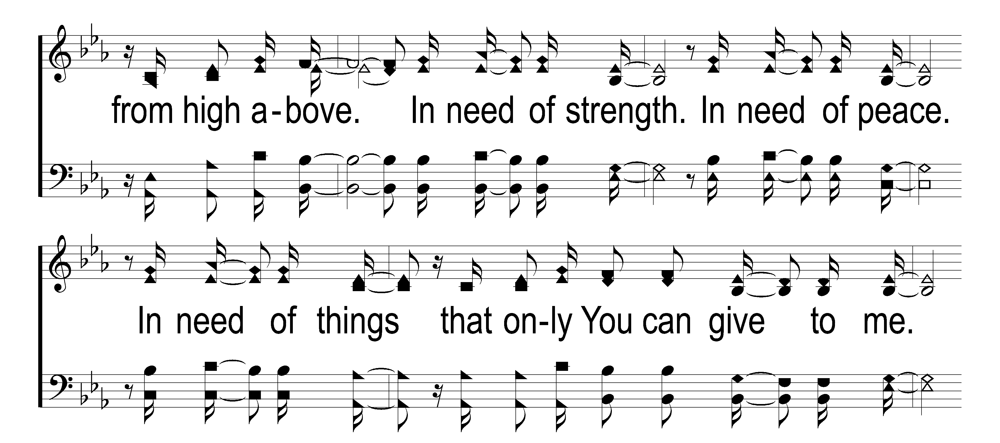 from high a-bove. In need of strength. In need of peace.
In need of things that on-ly You can give to me.